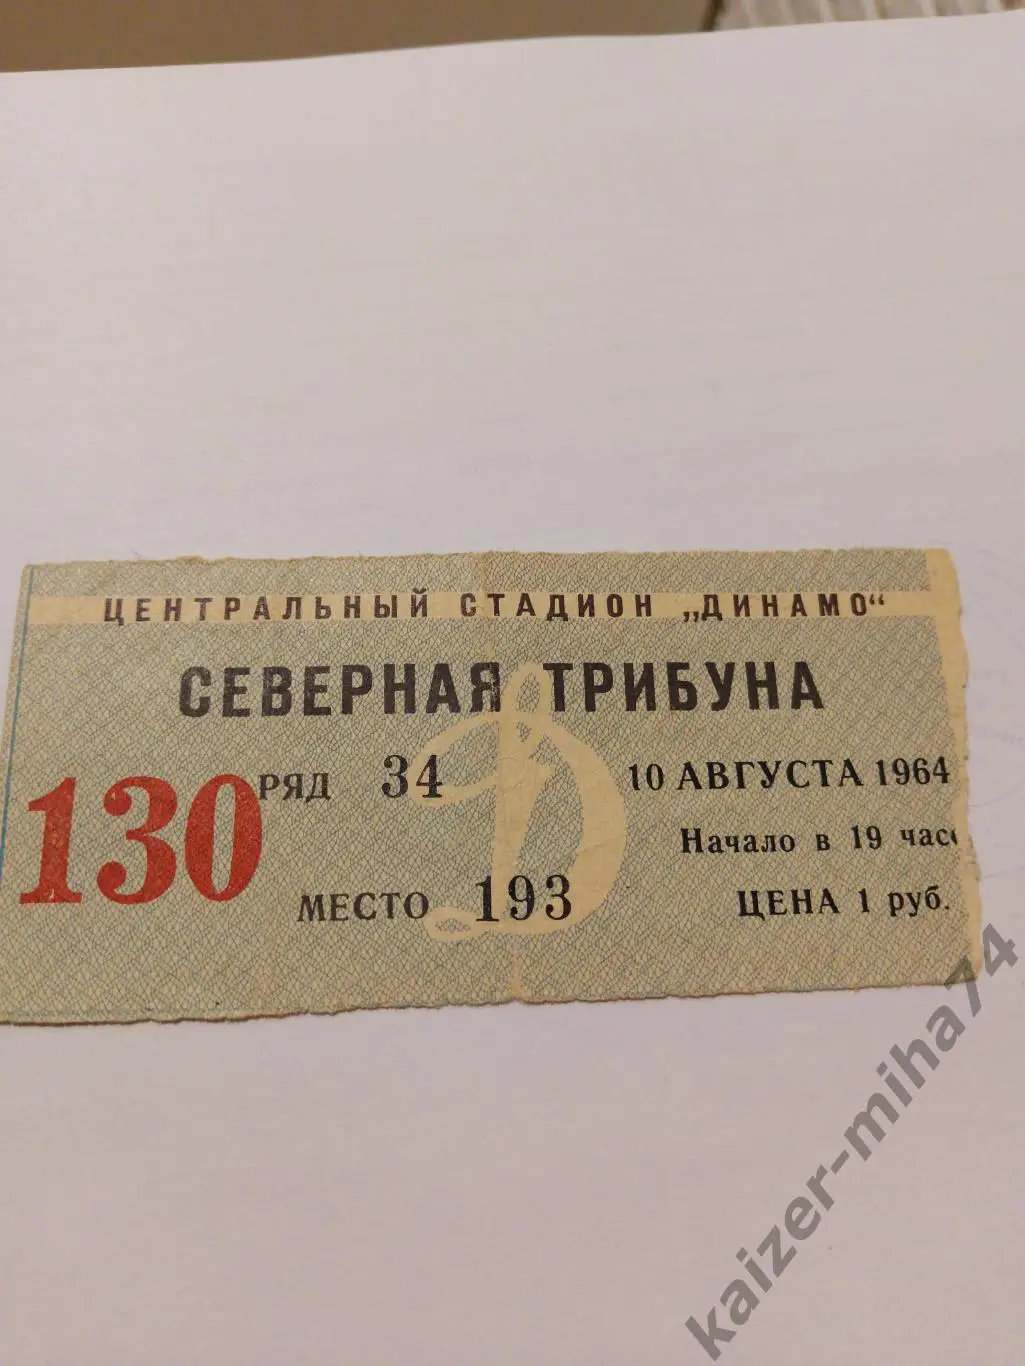 ЦЕНТРАЛЬНЫЙ СТАДИОН „ДИНАМО“
СЕВЕРНАЯ ТРИБУНА
130
РЯД 34
10 АВГУСТА 1964
Начало в 19 часо
МЕСТО 193
ЦЕНА 1 руб.
kaizer-miha74